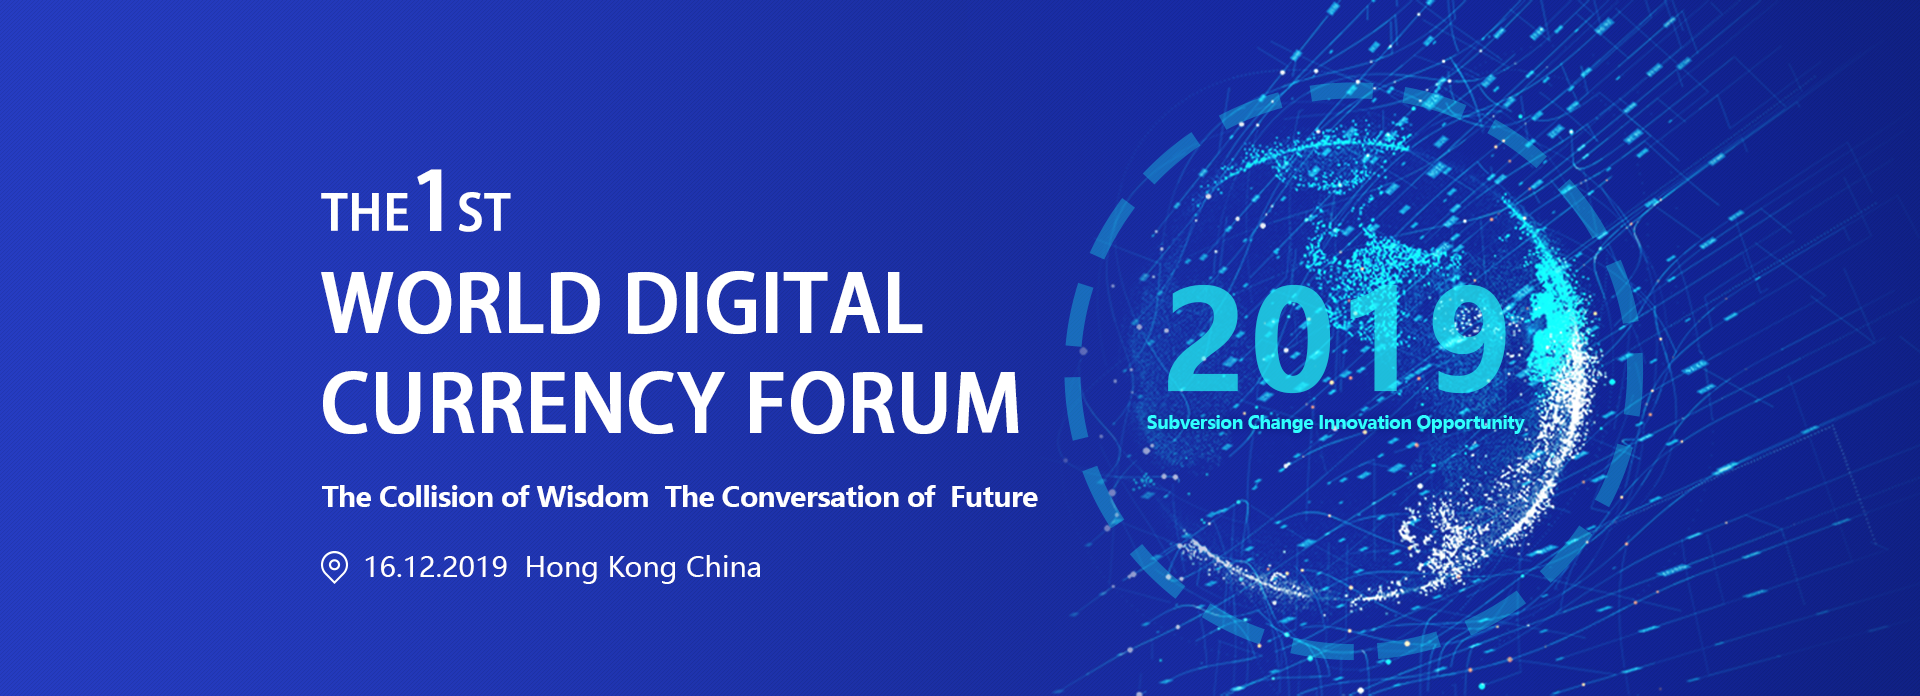 THE 1 ST
WORLD DIGITAL
CURRENCY FORUM
The Collision of Wisdom  The Conversation of  Future
16.12.2019  Hong Kong China
2019
Subversion Change Innovation Opportunity